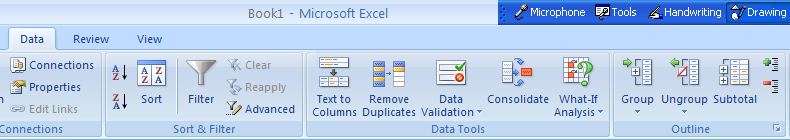 Book1 - Microsoft Excel
Microphone Tools Handwriting Drawing
Data Review View
Connections
Properties
Edit Links
Connections
A Z
Z A
A Z Z A
Sort
Filter
Clear
Reapply
Advanced
Sort & Filter
Text to
Columns
Remove
Duplicates
Data
Validation
Consolidate
What-If
Analysis
Data Tools
Group
Ungroup
Subtotal
Outline